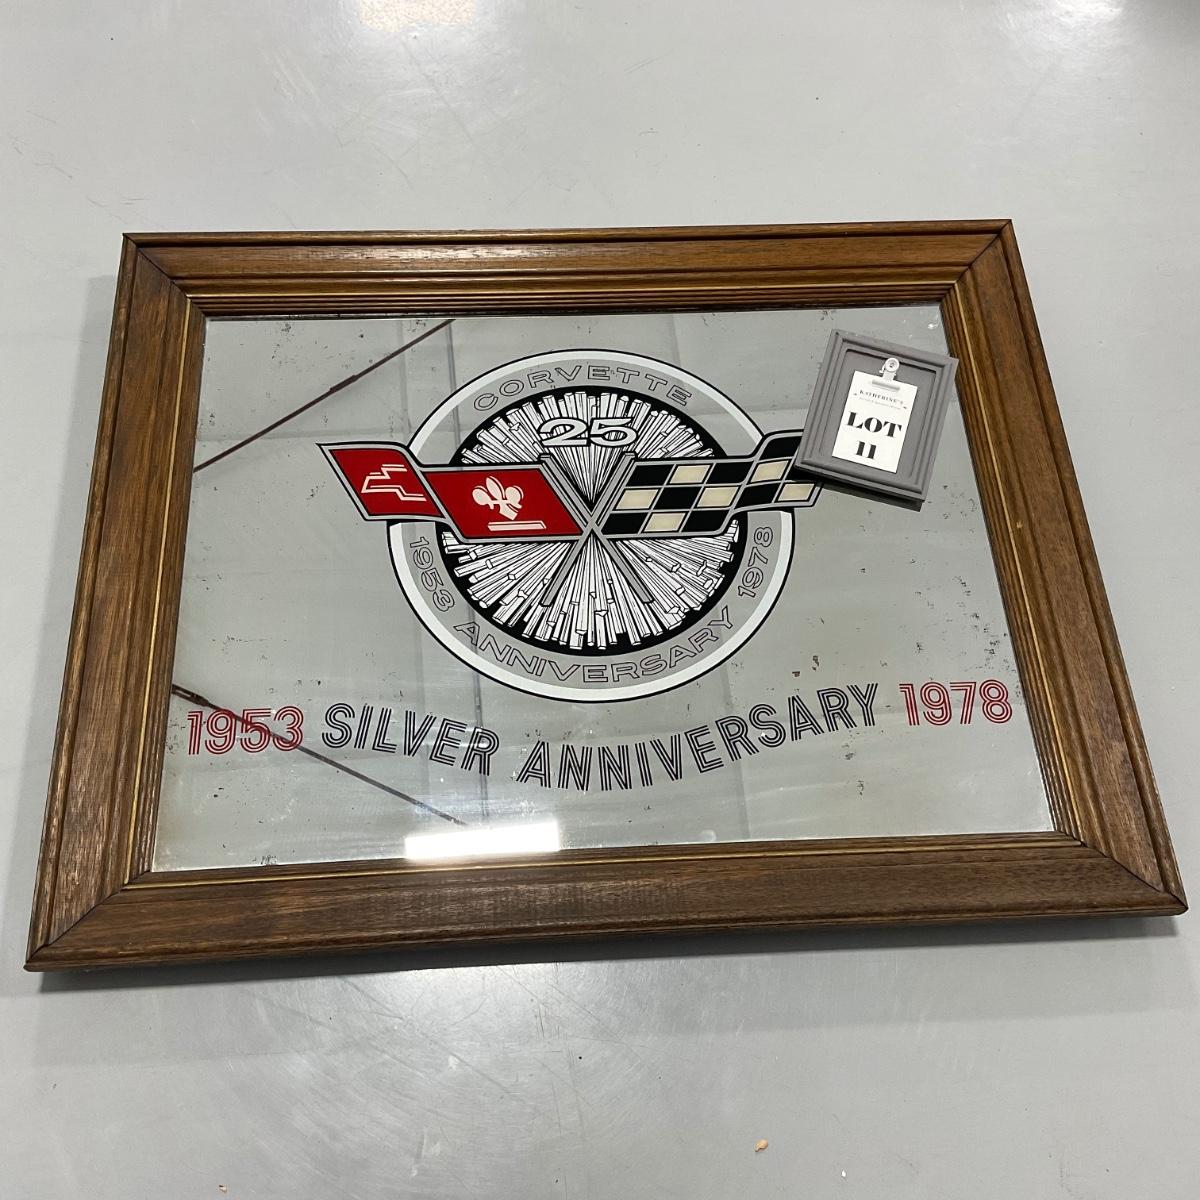 CORVETTE
25
1953 ANNIVERSARY 1978
1953 SILVER ANNIVERSARY 1978
KATHERINE'S
LOT
11